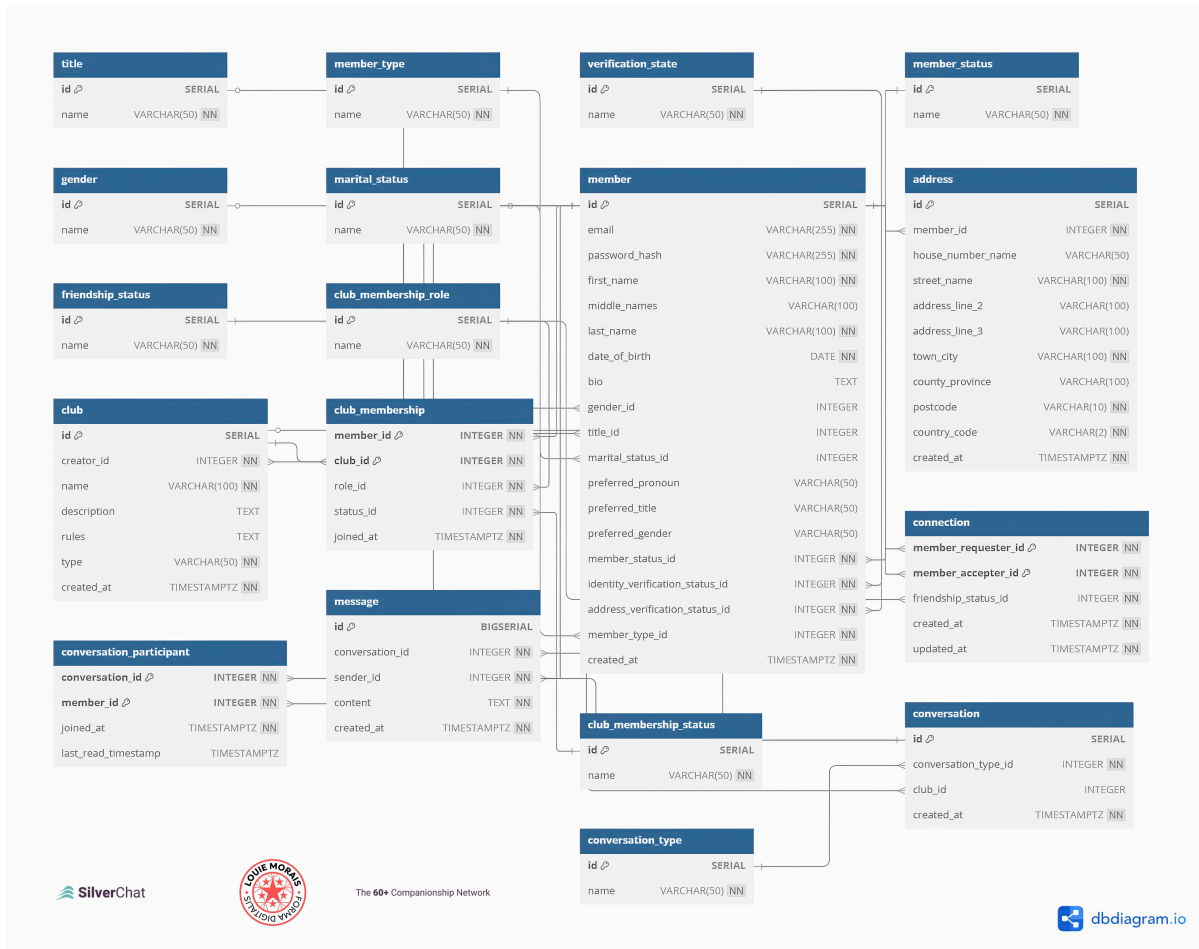 title
id SERIAL
name VARCHAR(50) NN
member_type
id SERIAL
name VARCHAR(50) NN
verification_state
id SERIAL
name VARCHAR(50) NN
member_status
id SERIAL
name VARCHAR(50) NN
gender
id SERIAL
name VARCHAR(50) NN
marital_status
id SERIAL
name VARCHAR(50) NN
member
id SERIAL
email VARCHAR(255) NN
password_hash VARCHAR(255) NN
first_name VARCHAR(100) NN
middle_names VARCHAR(100)
last_name VARCHAR(100) NN
date_of_birth DATE NN
bio TEXT
gender_id INTEGER
title_id INTEGER
marital_status_id INTEGER
preferred_pronoun VARCHAR(50)
preferred_title VARCHAR(50)
preferred_gender VARCHAR(50)
member_status_id INTEGER NN
identity_verification_status_id INTEGER NN
address_verification_status_id INTEGER NN
member_type_id INTEGER NN
created_at TIMESTAMPTZ NN
address
id SERIAL
member_id INTEGER NN
house_number_name VARCHAR(50)
street_name VARCHAR(100) NN
address_line_2 VARCHAR(100)
address_line_3 VARCHAR(100)
town_city VARCHAR(100) NN
county_province VARCHAR(100)
postcode VARCHAR(10) NN
country_code VARCHAR(2) NN
created_at TIMESTAMPTZ NN
friendship_status
id SERIAL
name VARCHAR(50) NN
club_membership_role
id SERIAL
name VARCHAR(50) NN
club
id SERIAL
creator_id INTEGER NN
name VARCHAR(100) NN
description TEXT
rules TEXT
type VARCHAR(50) NN
created_at TIMESTAMPTZ NN
club_membership
member_id INTEGER NN
club_id INTEGER NN
role_id INTEGER NN
status_id INTEGER NN
joined_at TIMESTAMPTZ NN
connection
member_requester_id INTEGER NN
member_accepter_id INTEGER NN
friendship_status_id INTEGER NN
created_at TIMESTAMPTZ NN
updated_at TIMESTAMPTZ NN
message
id BIGSERIAL
conversation_id INTEGER NN
sender_id INTEGER NN
content TEXT NN
created_at TIMESTAMPTZ NN
conversation_participant
conversation_id INTEGER NN
member_id INTEGER NN
joined_at TIMESTAMPTZ NN
last_read_timestamp TIMESTAMPTZ
club_membership_status
id SERIAL
name VARCHAR(50) NN
conversation
id SERIAL
conversation_type_id INTEGER NN
club_id INTEGER
created_at TIMESTAMPTZ NN
conversation_type
id SERIAL
name VARCHAR(50) NN
SilverChat
LOUIE MORAIS
FORMA DIGITALIS
The 60+ Companionship Network
dbdiagram.io